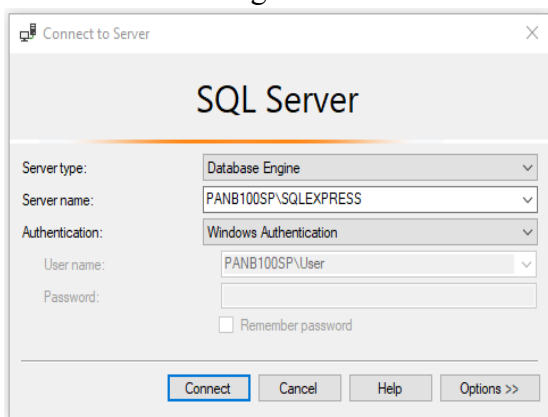 Connect to Server
SQL Server
Server type: Database Engine
Server name: PANB100SP\SQLEXPRESS
Authentication: Windows Authentication
User name: PANB100SP\User
Password:
Remember password
Connect Cancel Help Options >>